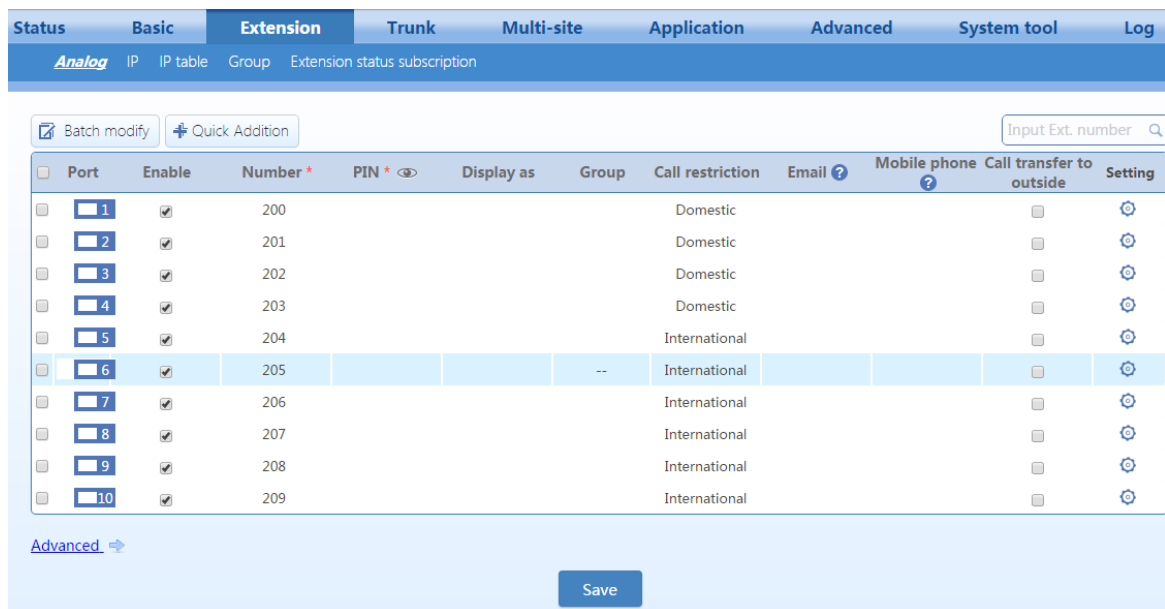 Status Basic Extension Trunk Multi-site Application Advanced System tool Log
Analog IP IP table Group Extension status subscription
Batch modify Quick Addition Input Ext. number
Port Enable Number * PIN * Display as Group Call restriction Email ? Mobile phone ? Call transfer to outside Setting
1 200 Domestic
2 201 Domestic
3 202 Domestic
4 203 Domestic
5 204 International
6 205 -- International
7 206 International
8 207 International
9 208 International
10 209 International
Advanced
Save